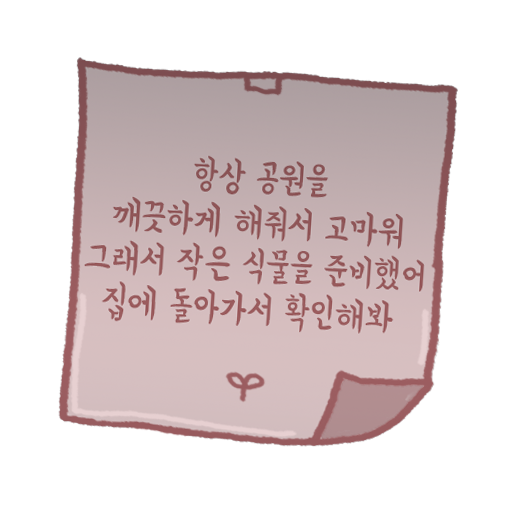 항상 공원을
깨끗하게 해줘서 고마워
그래서 작은 식물을 준비했어
집에 돌아가서 확인해봐